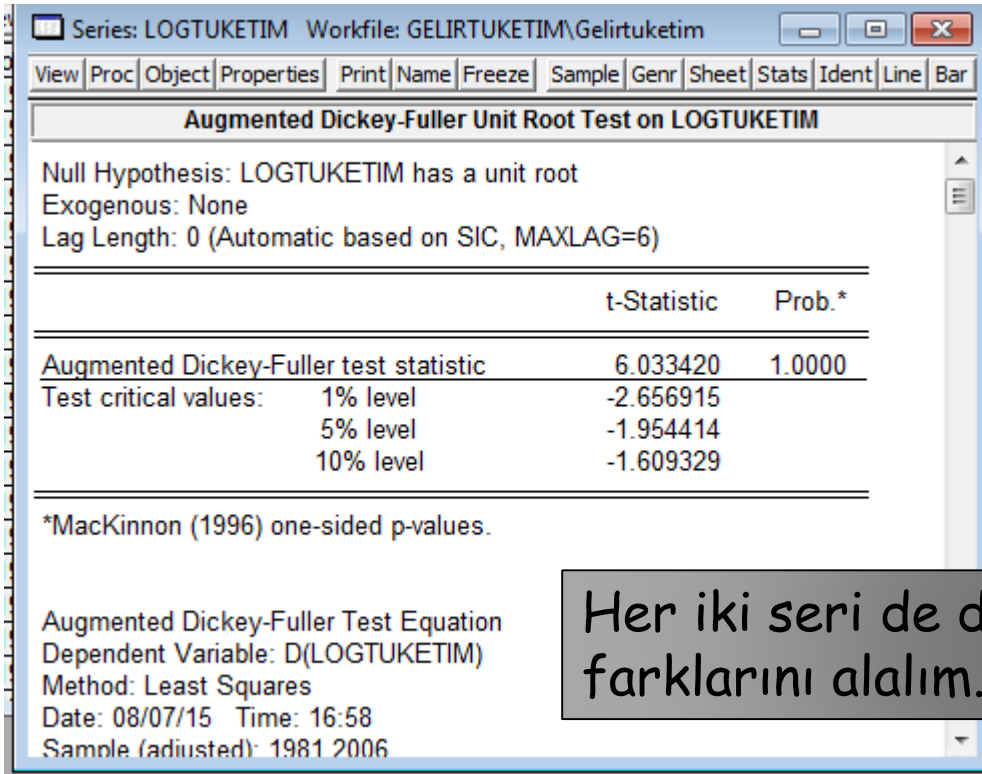 Series: LOGTUKETIM Workfile: GELIRTUKETIM\Gelirtuketim
View Proc Object Properties Print Name Freeze Sample Genr Sheet Stats Ident Line Bar
Augmented Dickey-Fuller Unit Root Test on LOGTUKETIM
Null Hypothesis: LOGTUKETIM has a unit root
Exogenous: None
Lag Length: 0 (Automatic based on SIC, MAXLAG=6)
t-Statistic Prob.*
Augmented Dickey-Fuller test statistic 6.033420 1.0000
Test critical values: 1% level -2.656915
5% level -1.954414
10% level -1.609329
*MacKinnon (1996) one-sided p-values.
Augmented Dickey-Fuller Test Equation
Dependent Variable: D(LOGTUKETIM)
Method: Least Squares
Date: 08/07/15 Time: 16:58
Sample (adjusted): 1981 2006
Her iki seri de
farklarını alalım.